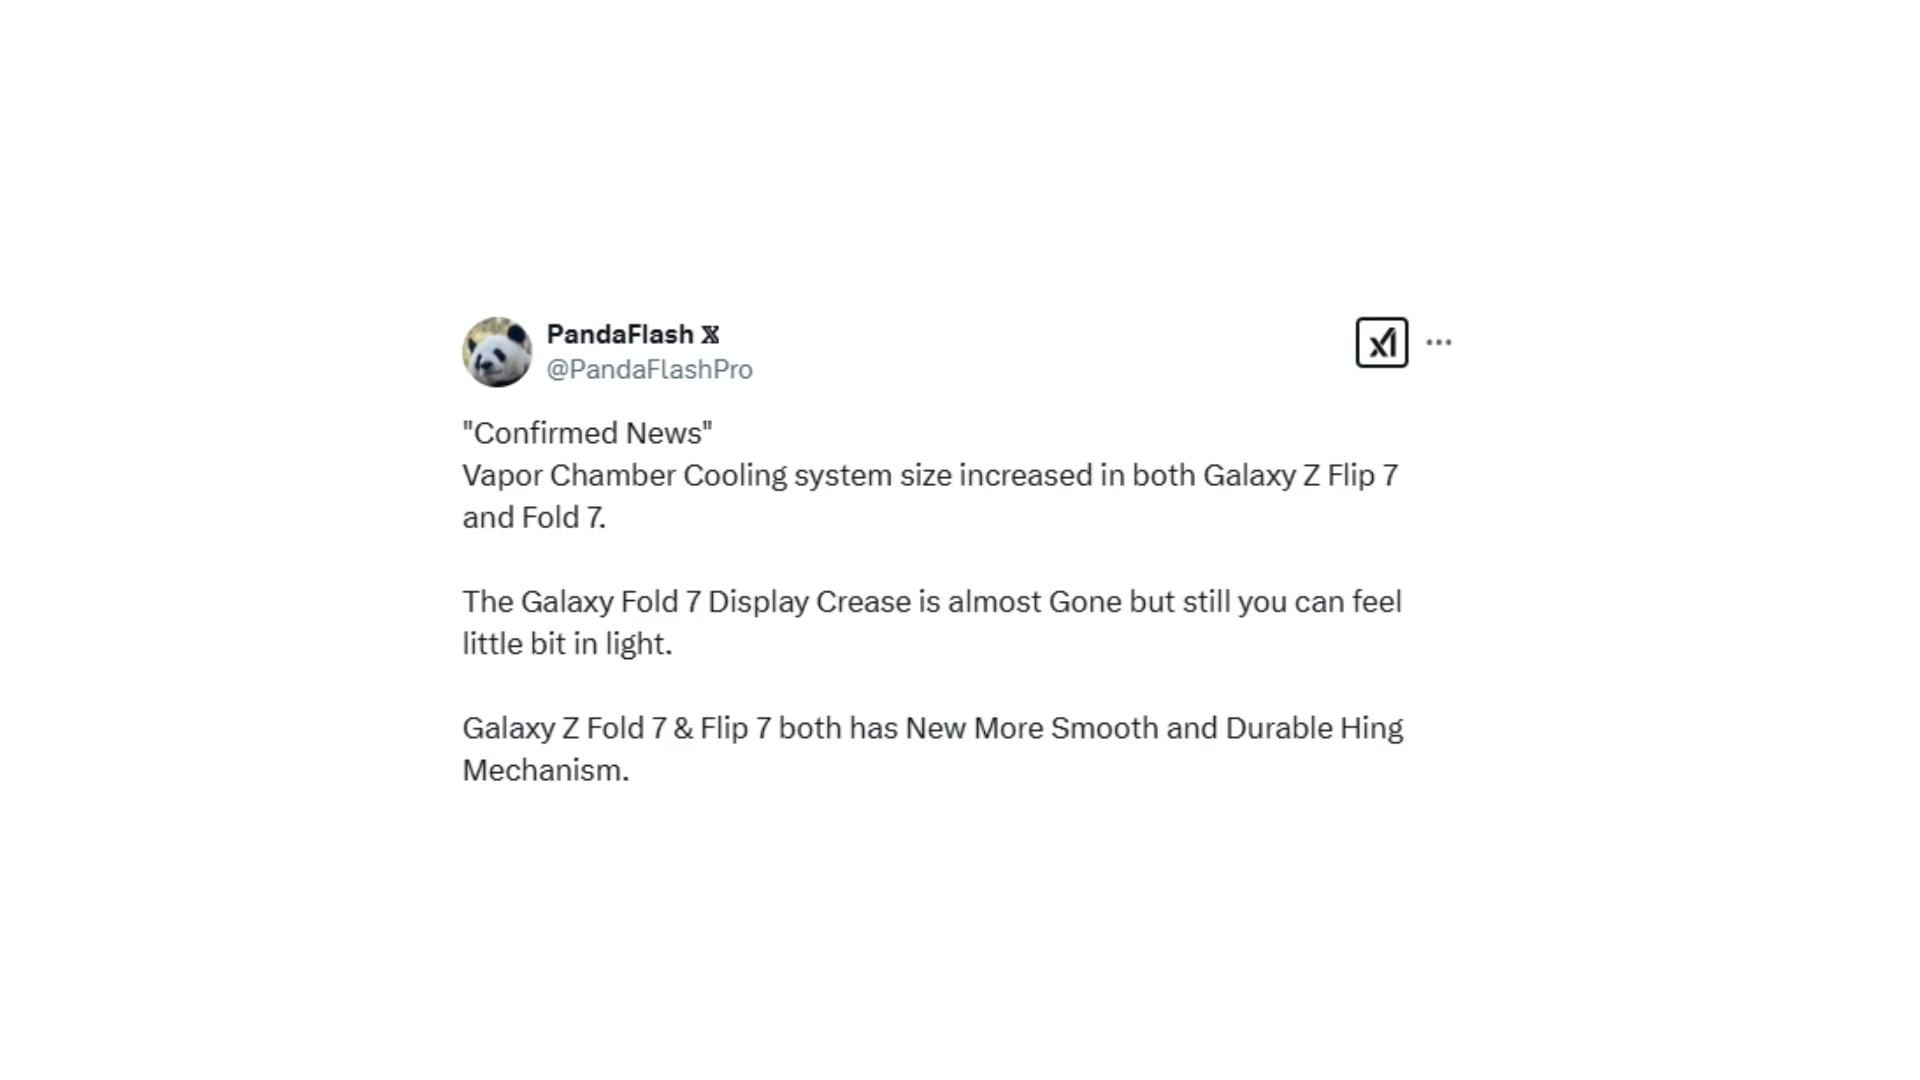 PandaFlash 𝕏
@PandaFlashPro
"Confirmed News"
Vapor Chamber Cooling system size increased in both Galaxy Z Flip 7
and Fold 7.
The Galaxy Fold 7 Display Crease is almost Gone but still you can feel
little bit in light.
Galaxy Z Fold 7 & Flip 7 both has New More Smooth and Durable Hing
Mechanism.